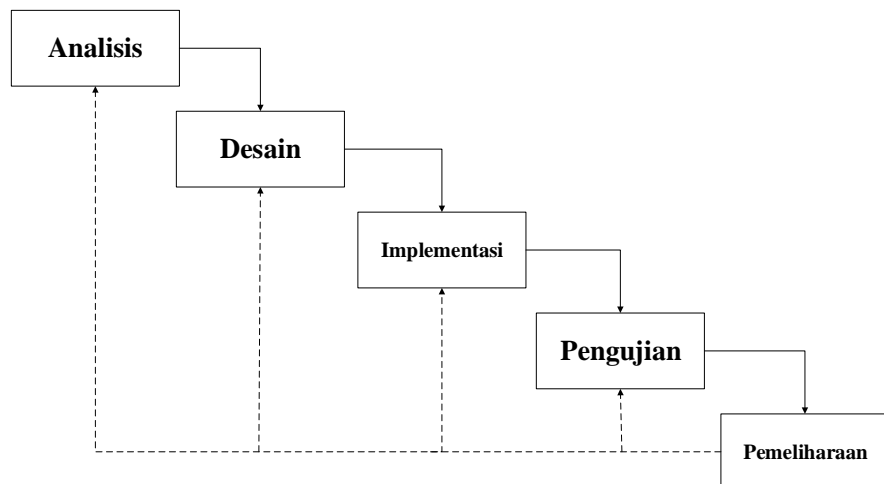 Analisis
Desain
Implementasi
Pengujian
Pemeliharaan